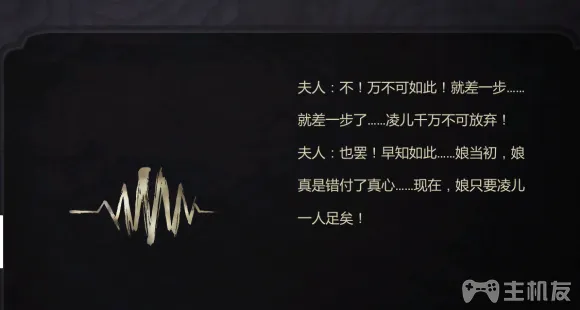 夫人：不！万不可如此！就差一步……
就差一步了……凌儿千万不可放弃！
夫人：也罢！早知如此……娘当初，娘
真是错付了真心……现在，娘只要凌儿
一人足矣！
主机友